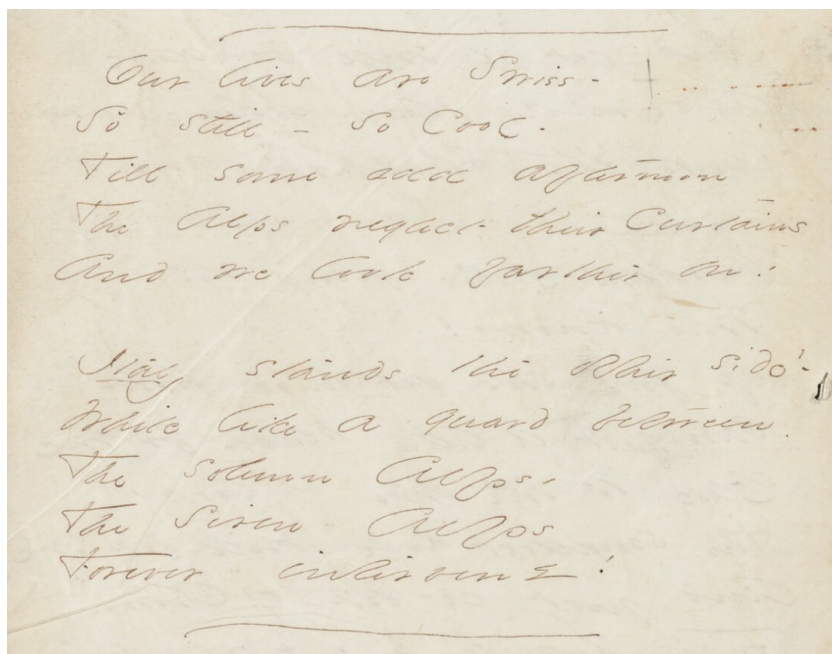 Our lives are Swiss -
So still - so Cool -
Till some odd afternoon
The Alps neglect their Curtains
And we look farther on!
Italy stands the other side!-
While like a guard between -
The solemn Alps -
The siren Alps
Forever intervene!